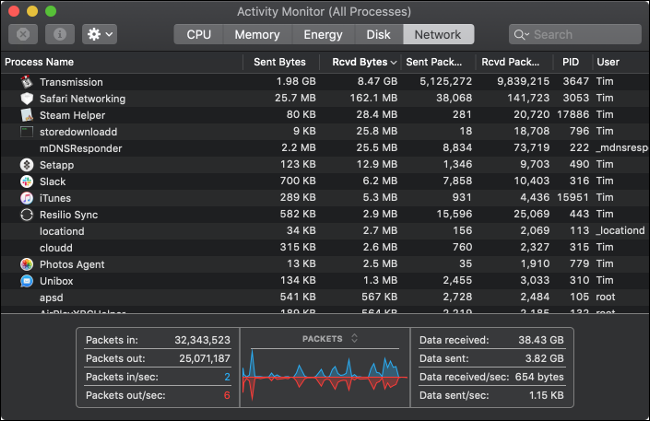 Activity Monitor (All Processes)
CPU Memory Energy Disk Network Search
Process Name Sent Bytes Rcvd Bytes Sent Pack... Rcvd Pack... PID User
Transmission 1.98 GB 8.47 GB 5,125,272 9,839,215 3647 Tim
Safari Networking 25.7 MB 162.1 MB 38,068 141,723 3053 Tim
Steam Helper 80 KB 28.4 MB 281 20,720 17886 Tim
storedownloadd 9 KB 25.8 MB 18 18,708 796 Tim
mDNSResponder 2.2 MB 25.5 MB 8,834 73,719 222 _mdnsresp
Setapp 123 KB 12.9 MB 1,346 9,703 490 Tim
Slack 700 KB 6.2 MB 7,858 10,403 316 Tim
iTunes 289 KB 5.3 MB 931 4,436 15951 Tim
Resilio Sync 582 KB 2.9 MB 15,596 25,069 443 Tim
locationd 34 KB 2.7 MB 156 2,069 113 _locationd
cloudd 315 KB 2.6 MB 760 2,327 315 Tim
Photos Agent 13 KB 2.5 MB 35 1,910 779 Tim
Unibox 134 KB 1.3 MB 2,455 3,033 310 Tim
apsd 541 KB 567 KB 2,728 2,484 105 root
AirPlayXPCHelper 189 KB 564 KB 2,219 2,185 132 root
Packets in: 32,343,523 PACKETS Data received: 38.43 GB
Packets out: 25,071,187 Data sent: 3.82 GB
Packets in/sec: 2 Data received/sec: 654 bytes
Packets out/sec: 6 Data sent/sec: 1.15 KB